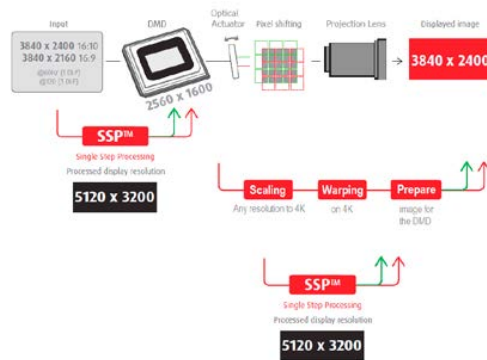 Input
DMD
Optical
Actuator
Pixel shifting
Projection Lens
Displayed image
3840 x 2400 16:10
3840 x 2160 16:9
2560 x 1600
3840 x 2400
SSP™
Single Step Processing
Processed display resolution
5120 x 3200
Scaling
Warping
Prepare
Any resolution to 4K
on 4K
image for
the DMD
SSP™
Single Step Processing
Processed display resolution
5120 x 3200